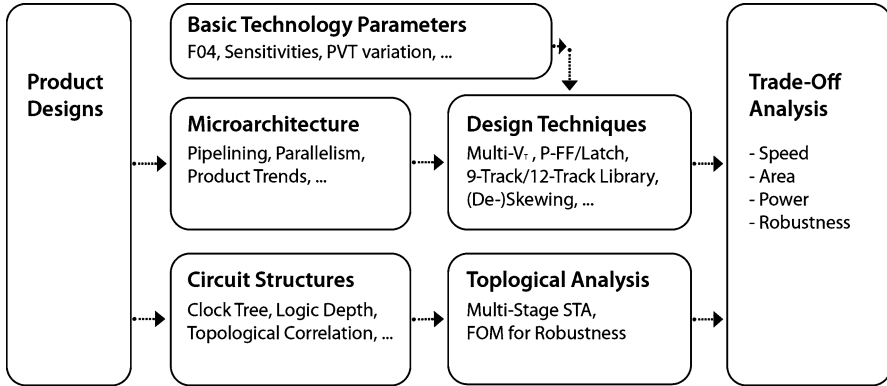 Product
Designs
Basic Technology Parameters
F04, Sensitivities, PVT variation, ...
Microarchitecture
Pipelining, Parallelism,
Product Trends, ...
Design Techniques
Multi-V_T , P-FF/Latch,
9-Track/12-Track Library,
(De-)Skewing, ...
Circuit Structures
Clock Tree, Logic Depth,
Topological Correlation, ...
Toplogical Analysis
Multi-Stage STA,
FOM for Robustness
Trade-Off
Analysis
- Speed
- Area
- Power
- Robustness